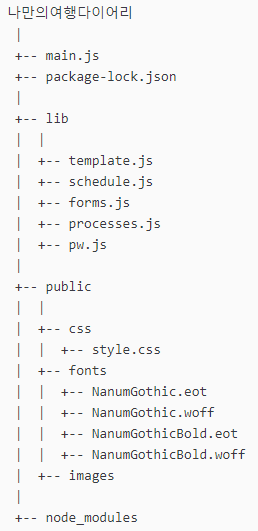 나만의여행다이어리
|
+-- main.js
+-- package-lock.json
|
+-- lib
|  |
|  +-- template.js
|  +-- schedule.js
|  +-- forms.js
|  +-- processes.js
|  +-- pw.js
|
+-- public
|  |
|  +-- css
|  |  +-- style.css
|  +-- fonts
|  |  +-- NanumGothic.eot
|  |  +-- NanumGothic.woff
|  |  +-- NanumGothicBold.eot
|  |  +-- NanumGothicBold.woff
|  +-- images
|
+-- node_modules